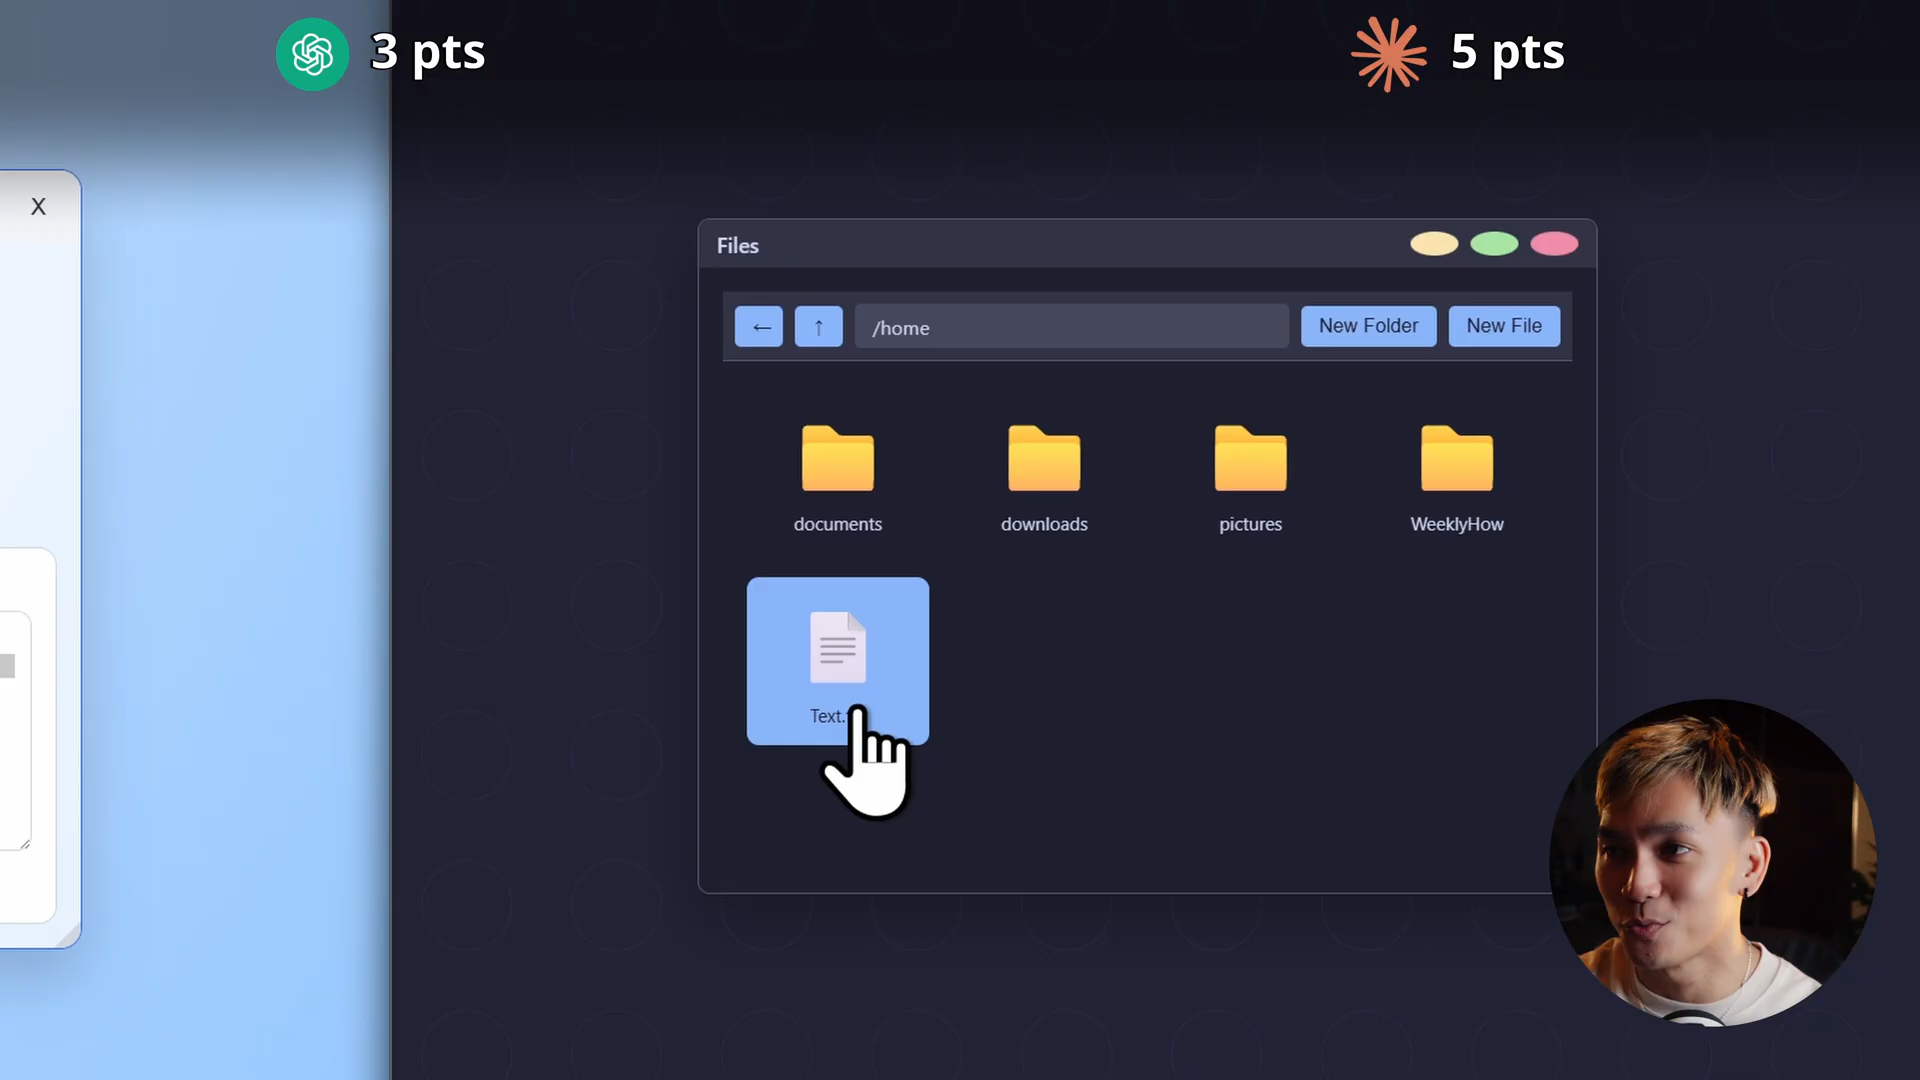 3 pts
5 pts
X
Files
← ↑ /home New Folder New File
documents downloads pictures WeeklyHow
Text.